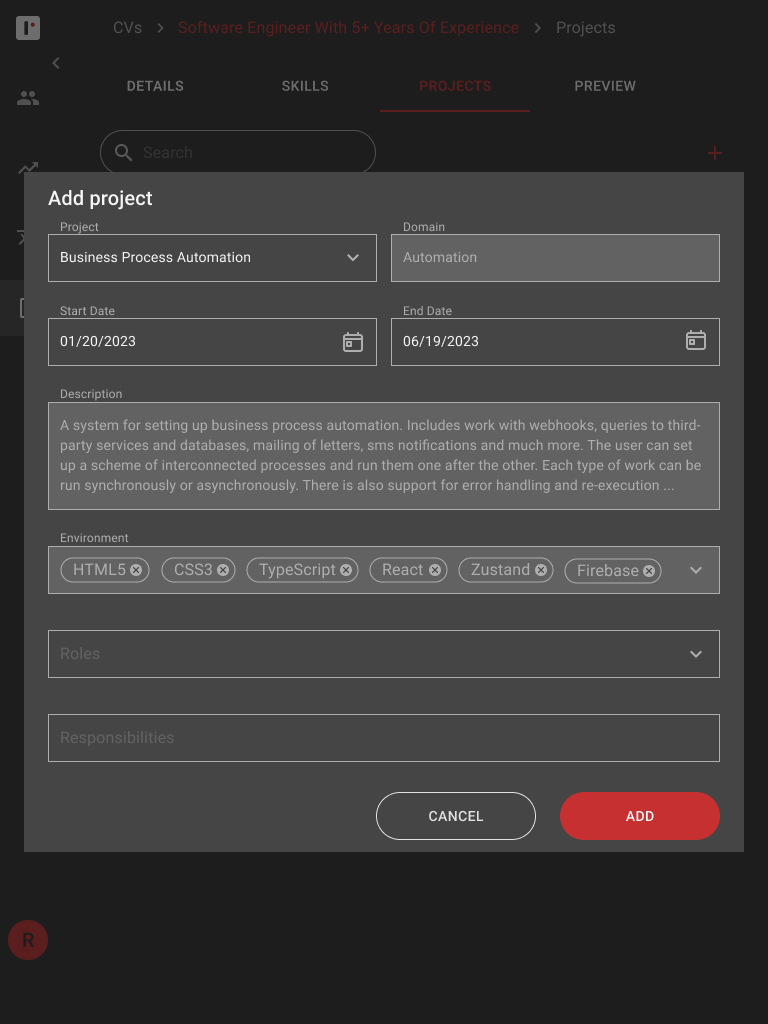 CVs > Software Engineer With 5+ Years Of Experience > Projects
DETAILS SKILLS PROJECTS PREVIEW
Search
Add project
Project Domain
Business Process Automation Automation
Start Date End Date
01/20/2023 06/19/2023
Description
A system for setting up business process automation. Includes work with webhooks, queries to third-
party services and databases, mailing of letters, sms notifications and much more. The user can set
up a scheme of interconnected processes and run them one after the other. Each type of work can be
run synchronously or asynchronously. There is also support for error handling and re-execution ...
Environment
HTML5 CSS3 TypeScript React Zustand Firebase
Roles
Responsibilities
CANCEL ADD
R